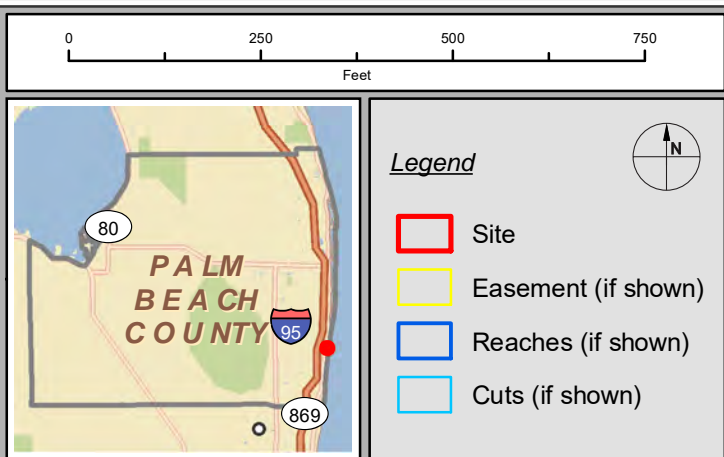 0 250 500 750
Feet
80
PALM
BEACH
COUNTY
95
869
Legend
N
Site
Easement (if shown)
Reaches (if shown)
Cuts (if shown)